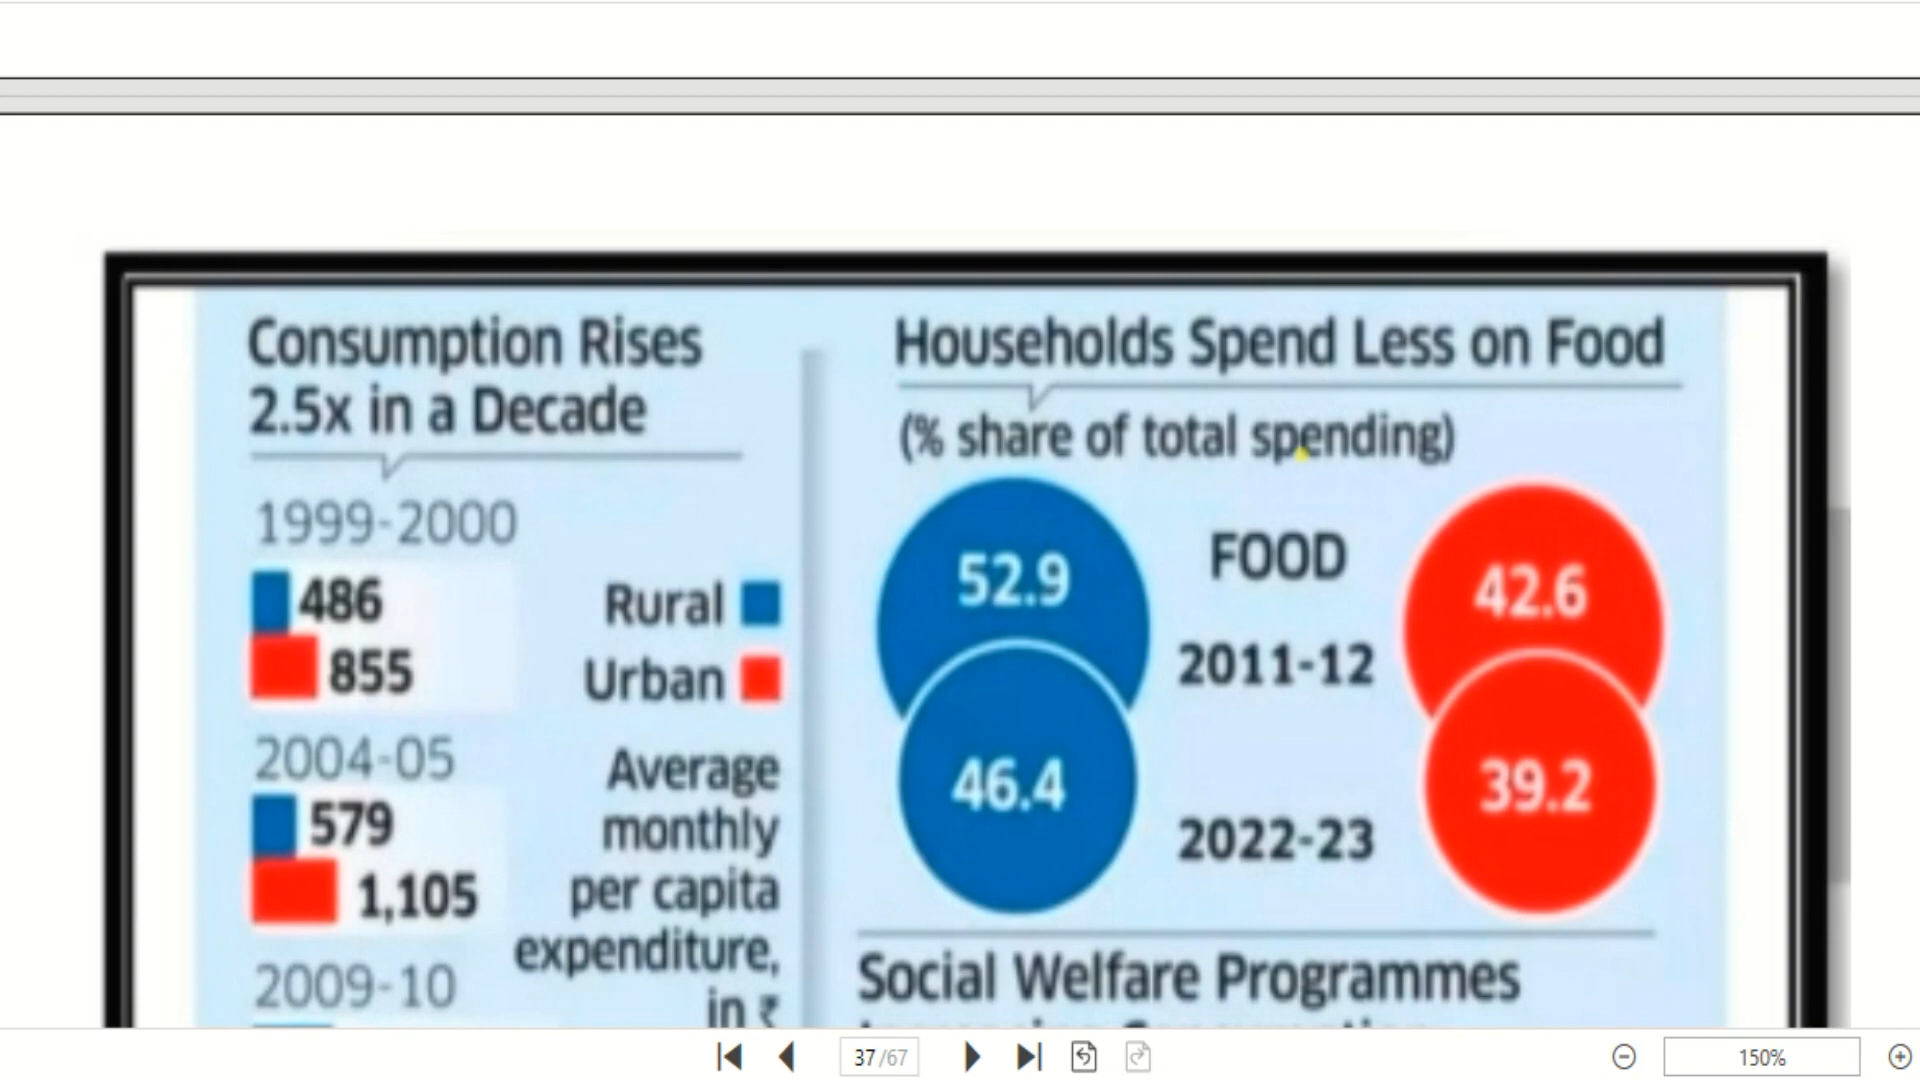 Consumption Rises
2.5x in a Decade
1999-2000
486
855
Rural
Urban
2004-05
579
1,105
Average
monthly
per capita
expenditure,
in ₹
2009-10
Households Spend Less on Food
(% share of total spending)
52.9
FOOD
42.6
2011-12
46.4
39.2
2022-23
Social Welfare Programmes
37 /67
150%